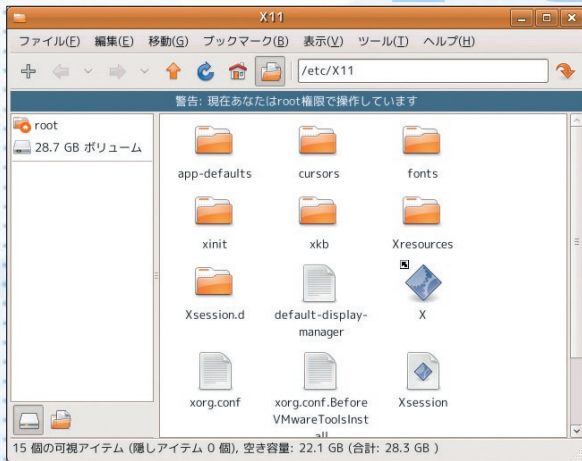 X11
ファイル(F) 編集(E) 移動(G) ブックマーク(B) 表示(V) ツール(T) ヘルプ(H)
/etc/X11
警告: 現在あなたはroot権限で操作しています
root
28.7 GB ボリューム
app-defaults
cursors
fonts
xinit
xkb
Xresources
Xsession.d
default-display-
manager
X
xorg.conf
xorg.conf.Before
VMwareToolsInst
all
Xsession
15 個の可視アイテム (隠しアイテム 0 個), 空き容量: 22.1 GB (合計: 28.3 GB )